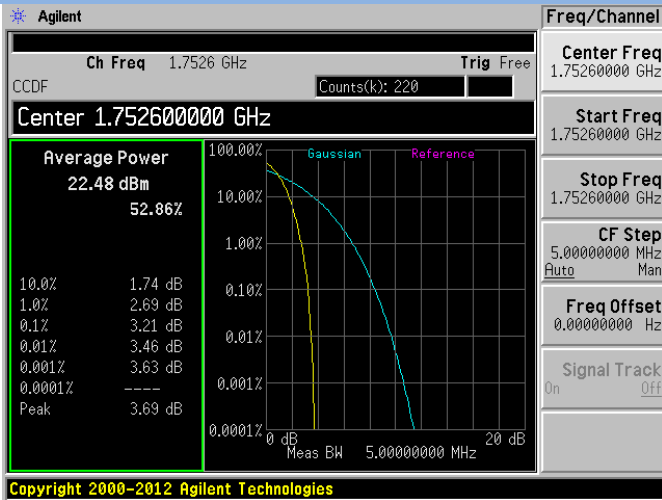 Agilent
Freq/Channel
Ch Freq 1.7526 GHz Trig Free
CCDF
Counts(k): 220
Center 1.752600000 GHz
Average Power
22.48 dBm
52.86%
10.0% 1.74 dB
1.0% 2.69 dB
0.1% 3.21 dB
0.01% 3.46 dB
0.001% 3.63 dB
0.0001% ----
Peak 3.69 dB
Gaussian Reference
100.00%
10.00%
1.00%
0.10%
0.01%
0.001%
0.0001%
0 dB 20 dB
Meas BW 5.00000000 MHz
Center Freq
1.75260000 GHz
Start Freq
1.75260000 GHz
Stop Freq
1.75260000 GHz
CF Step
5.00000000 MHz
Auto Man
Freq Offset
0.00000000 Hz
Signal Track
On Off
Copyright 2000-2012 Agilent Technologies